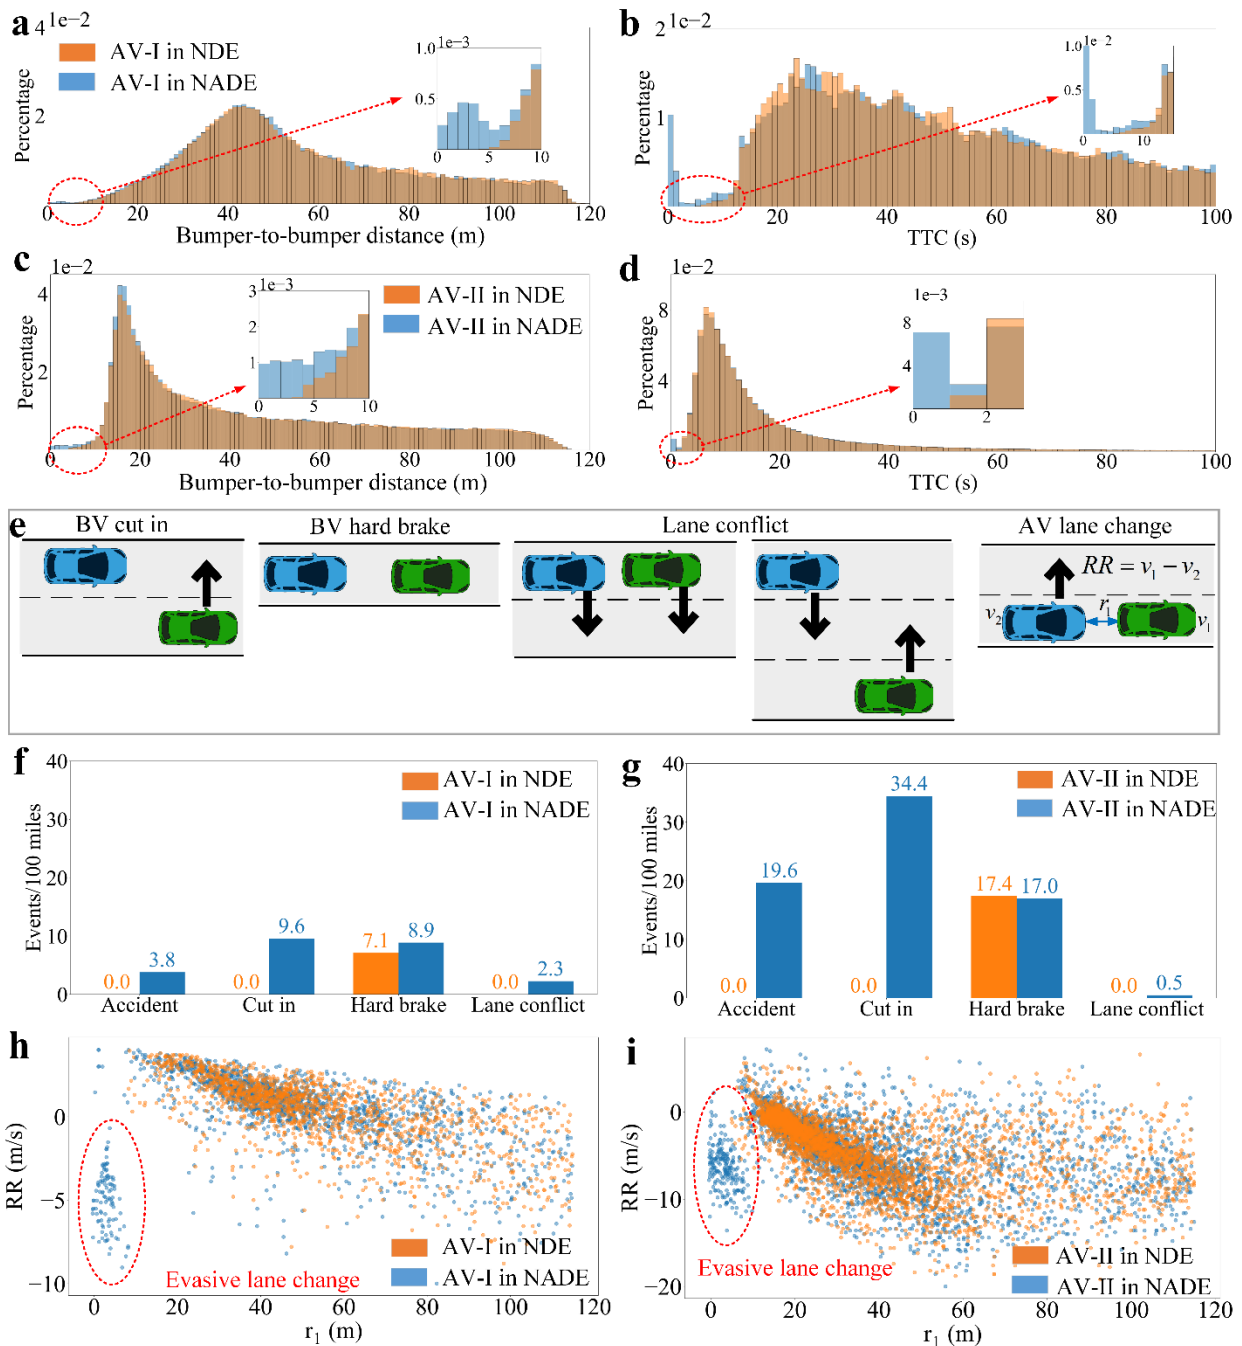 a
1e−2
4
2
0
Percentage
AV-I in NDE
AV-I in NADE
1e−3
1.0
0.5
0
5
10
0
20
40
60
80
100
120
Bumper-to-bumper distance (m)
b
1e−2
2
1
0
Percentage
1e−2
1.0
0.5
0
10
0
20
40
60
80
100
TTC (s)
c
1e−2
4
2
Percentage
1e−3
3
2
1
0
0
5
10
AV-II in NDE
AV-II in NADE
0
20
40
60
80
100
120
Bumper-to-bumper distance (m)
d
1e−2
8
6
4
Percentage
1e−3
8
4
0
2
0
20
40
60
80
100
TTC (s)
e
BV cut in
BV hard brake
Lane conflict
AV lane change
RR = v₁ − v₂
v₂
r₁
v₁
f
40
30
20
10
0
Events/100 miles
AV-I in NDE
AV-I in NADE
0.0
3.8
0.0
9.6
7.1
8.9
0.0
2.3
Accident
Cut in
Hard brake
Lane conflict
g
40
30
20
10
0
Events/100 miles
AV-II in NDE
AV-II in NADE
0.0
19.6
0.0
34.4
17.4
17.0
0.0
0.5
Accident
Cut in
Hard brake
Lane conflict
h
0
−5
−10
RR (m/s)
AV-I in NDE
AV-I in NADE
Evasive lane change
0
20
40
60
80
100
120
r₁ (m)
i
0
−10
−20
RR (m/s)
AV-II in NDE
AV-II in NADE
Evasive lane change
0
20
40
60
80
100
120
r₁ (m)